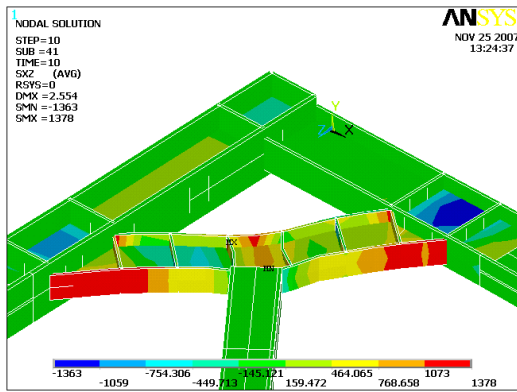 1
NODAL SOLUTION
STEP=10
SUB =41
TIME=10
SXZ (AVG)
RSYS=0
DMX =2.554
SMN =-1363
SMX =1378
ANSYS
NOV 25 2007
13:24:37
Y
Z X
MX
MN
-1363 -754.306 -145.121 464.065 1073
-1059 -449.713 159.472 768.658 1378